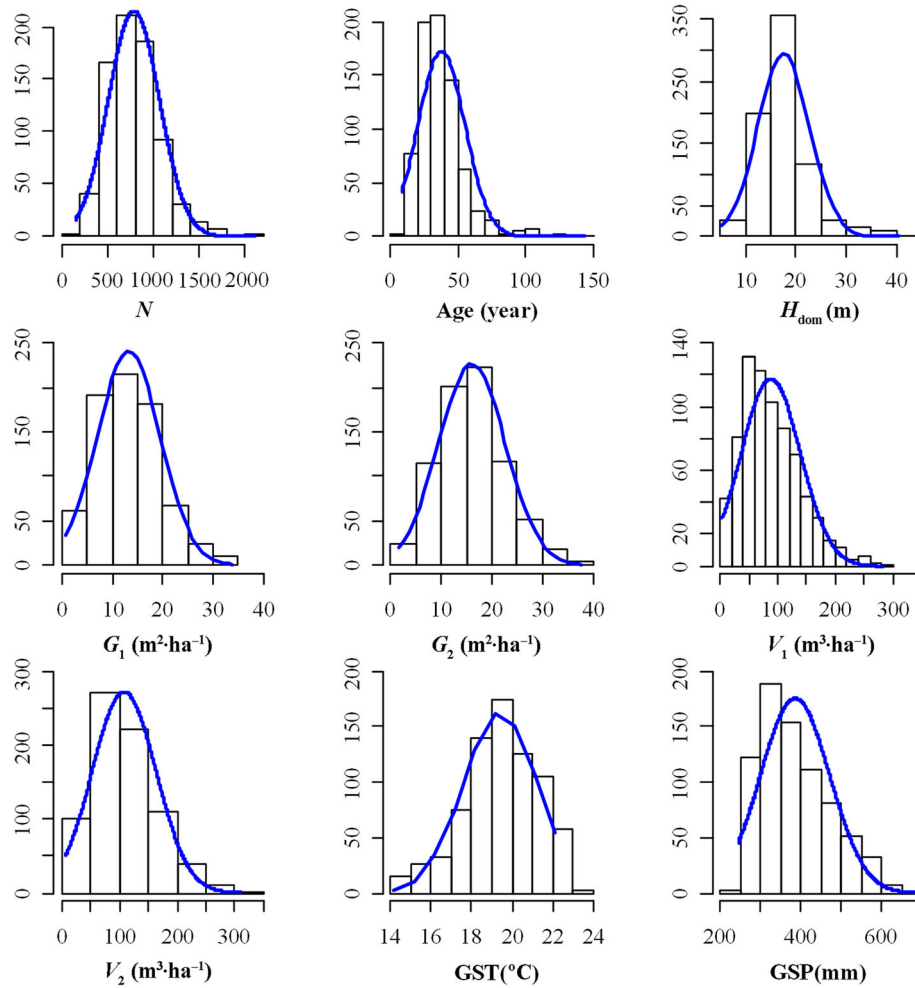 0 50 100 150 200
0 500 1000 1500 2000
N
0 50 100 150 200
0 50 100 150
Age (year)
0 50 150 250 350
10 20 30 40
H_dom (m)
0 50 150 250
0 10 20 30 40
G₁ (m²·ha⁻¹)
0 50 150 250
0 10 20 30 40
G₂ (m²·ha⁻¹)
0 20 60 100 140
0 100 200 300
V₁ (m³·ha⁻¹)
0 100 200 300
0 100 200 300
V₂ (m³·ha⁻¹)
0 50 100 150 200
14 16 18 20 22 24
GST(°C)
0 50 100 150 200
200 400 600
GSP(mm)